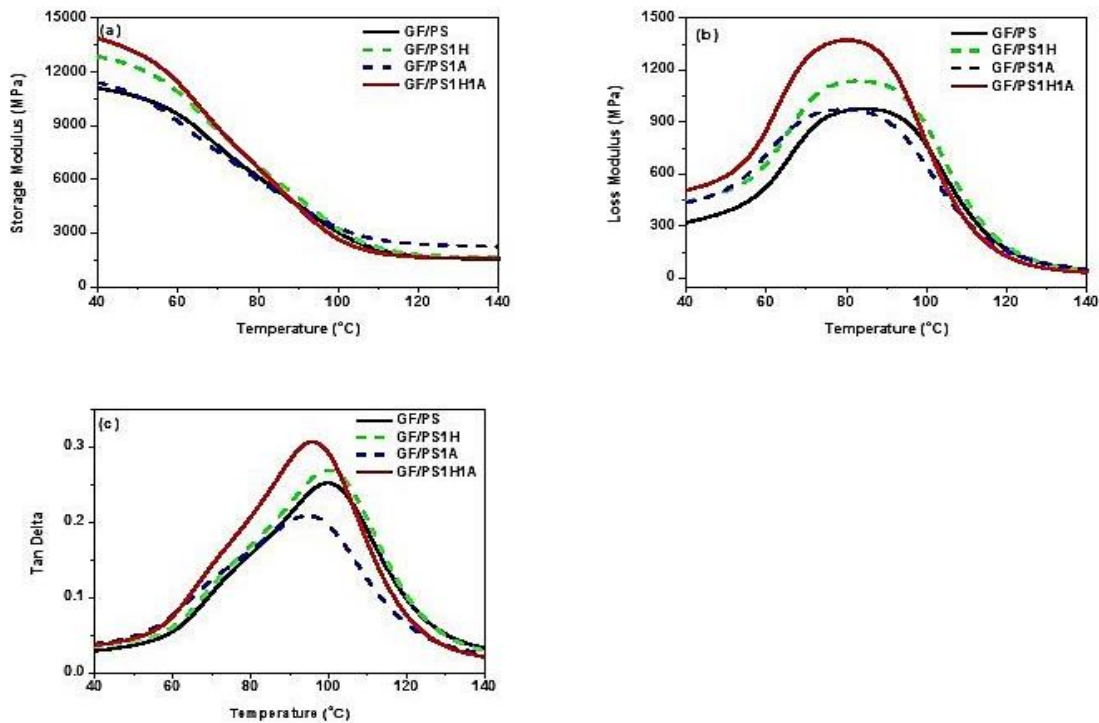 (a)
GF/PS
GF/PS1H
GF/PS1A
GF/PS1H1A
15000
12000
9000
6000
3000
0
Storage Modulus (MPa)
40 60 80 100 120 140
Temperature (°C)
(b)
GF/PS
GF/PS1H
GF/PS1A
GF/PS1H1A
1500
1200
900
600
300
0
Loss Modulus (MPa)
40 60 80 100 120 140
Temperature (°C)
(c)
GF/PS
GF/PS1H
GF/PS1A
GF/PS1H1A
0.3
0.2
0.1
0.0
Tan Delta
40 60 80 100 120 140
Temperature (°C)